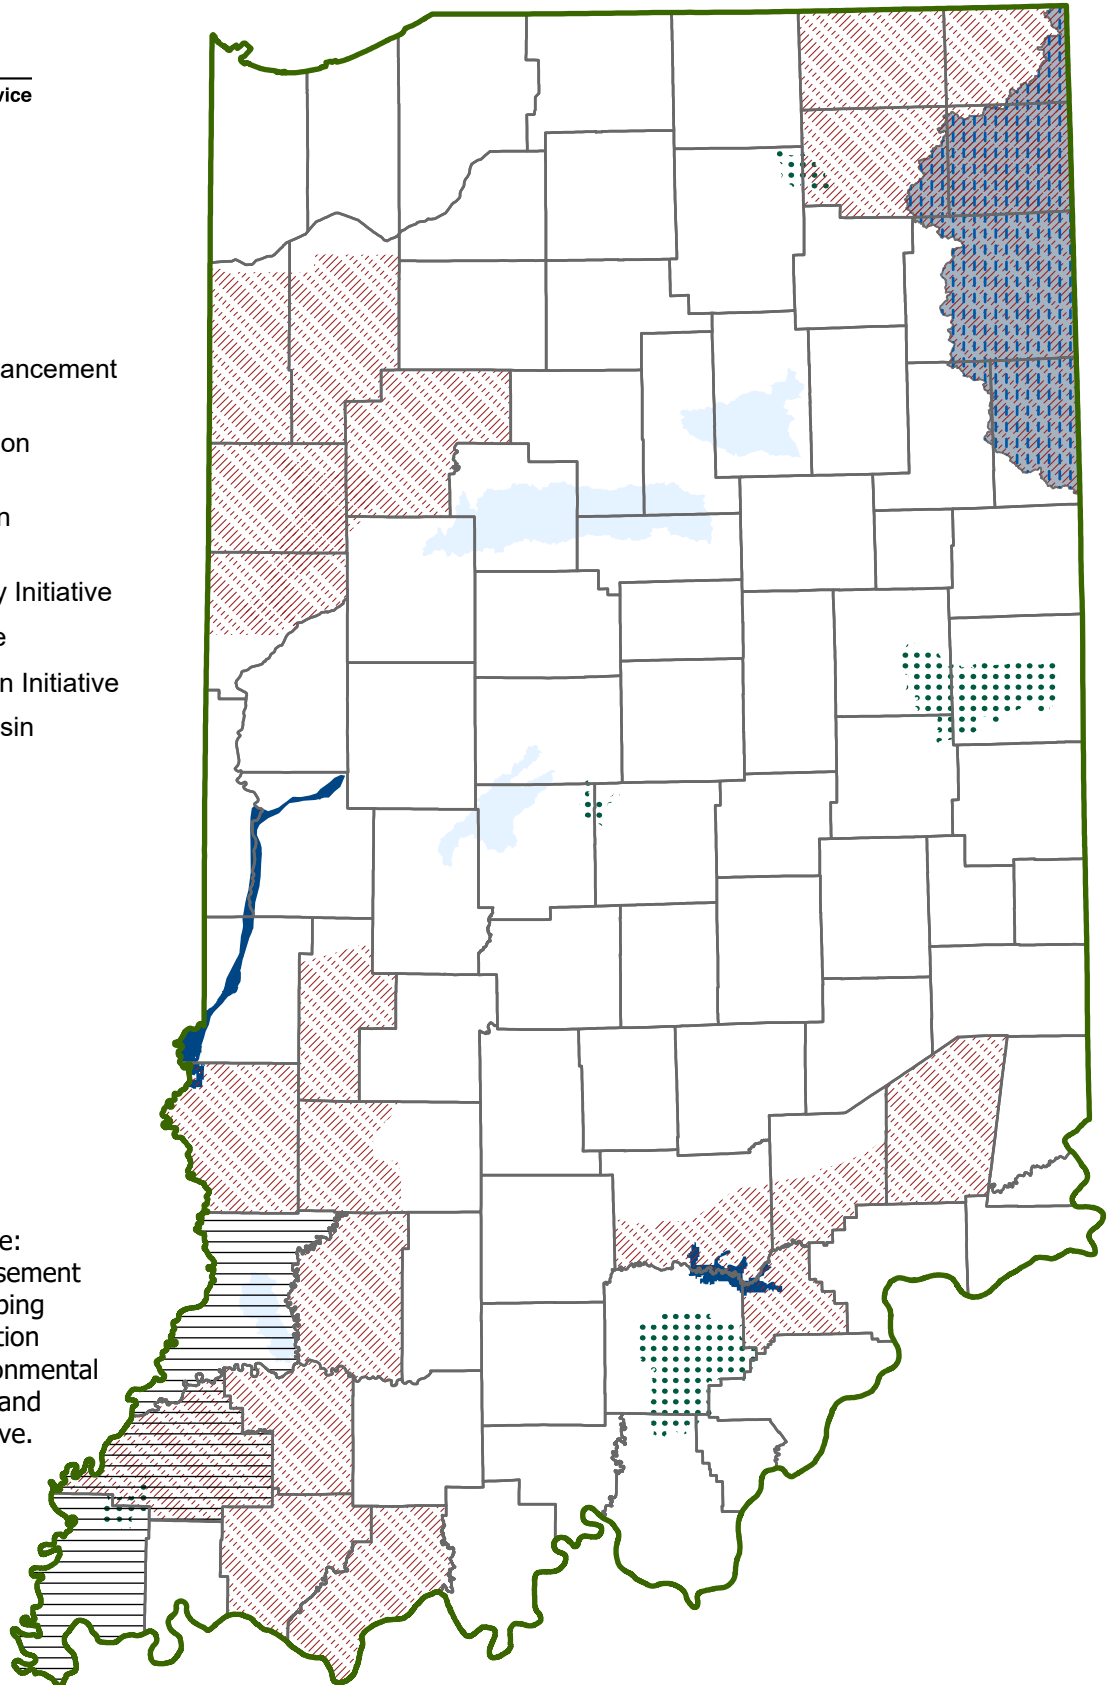 vice
ancement
on
n
y Initiative
e
n Initiative
sin
e:
sement
ping
tion
onmental
and
ve.